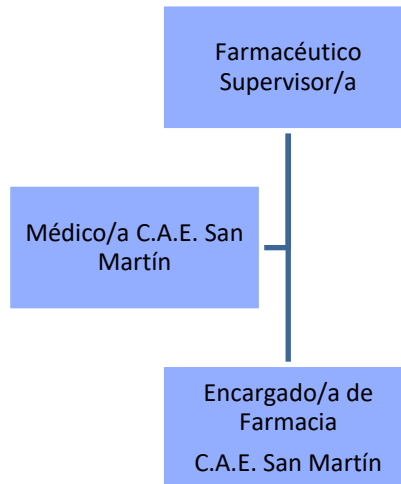 Farmacéutico
Supervisor/a
Médico/a C.A.E. San
Martín
Encargado/a de
Farmacia
C.A.E. San Martín